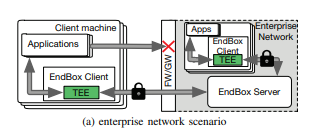 Client machine
Applications
EndBox Client
TEE
FW/GW
Apps
EndBox
Client
TEE
Enterprise
Network
EndBox Server
(a) enterprise network scenario